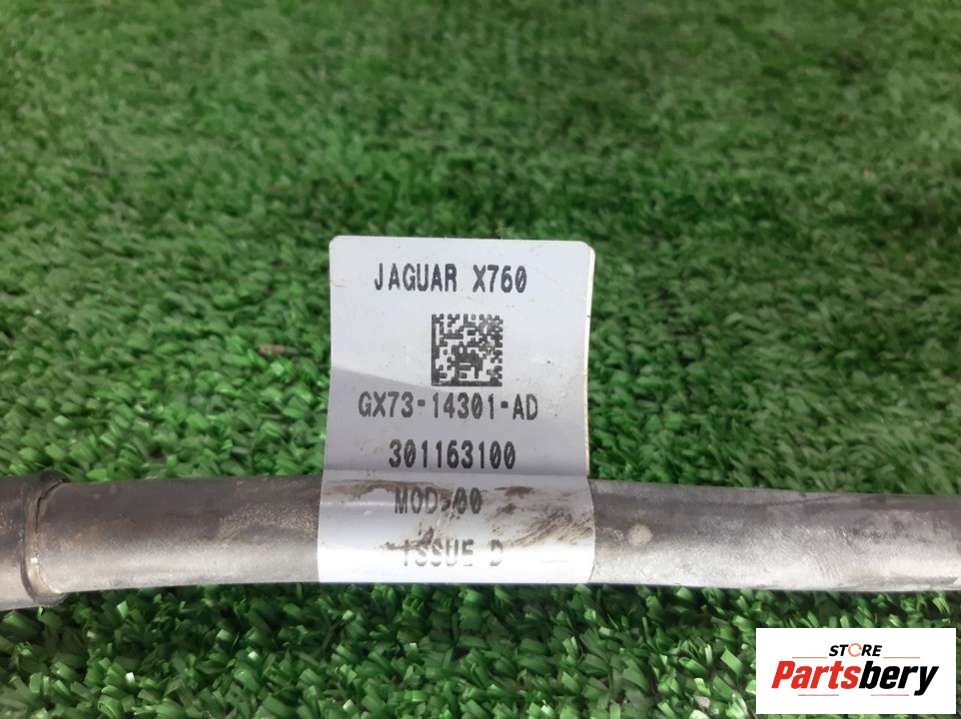 JAGUAR X760
GX73-14301-AD
301163100
MOD-00
ISSUE D
STORE
Partsbery